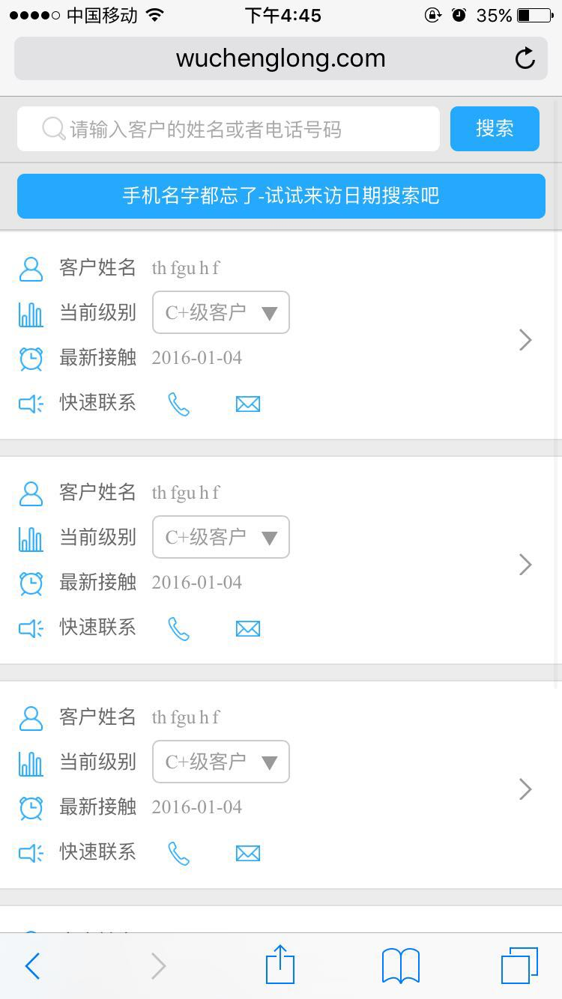 中国移动 下午4:45 35%
wuchenglong.com
请输入客户的姓名或者电话号码 搜索
手机名字都忘了-试试来访日期搜索吧
客户姓名 th fgu h f
当前级别 C+级客户
最新接触 2016-01-04
快速联系
客户姓名 th fgu h f
当前级别 C+级客户
最新接触 2016-01-04
快速联系
客户姓名 th fgu h f
当前级别 C+级客户
最新接触 2016-01-04
快速联系